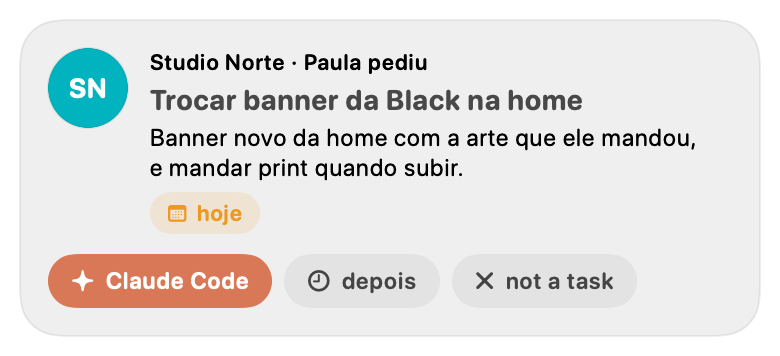 SN
Studio Norte · Paula pediu
Trocar banner da Black na home
Banner novo da home com a arte que ele mandou,
e mandar print quando subir.
hoje
Claude Code
depois
not a task